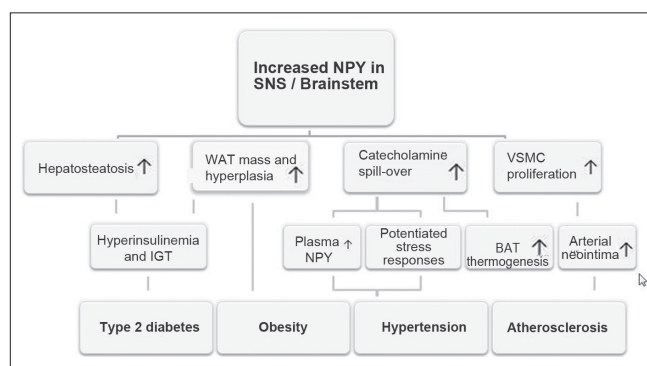 Increased NPY in
SNS / Brainstem
Hepatosteatosis ↑
WAT mass and
hyperplasia ↑
Catecholamine
spill-over ↑
VSMC
proliferation ↑
Hyperinsulinemia
and IGT
Plasma ↑
NPY
Potentiated
stress
responses
BAT ↑
thermogenesis
Arterial ↑
neointima
Type 2 diabetes
Obesity
Hypertension
Atherosclerosis